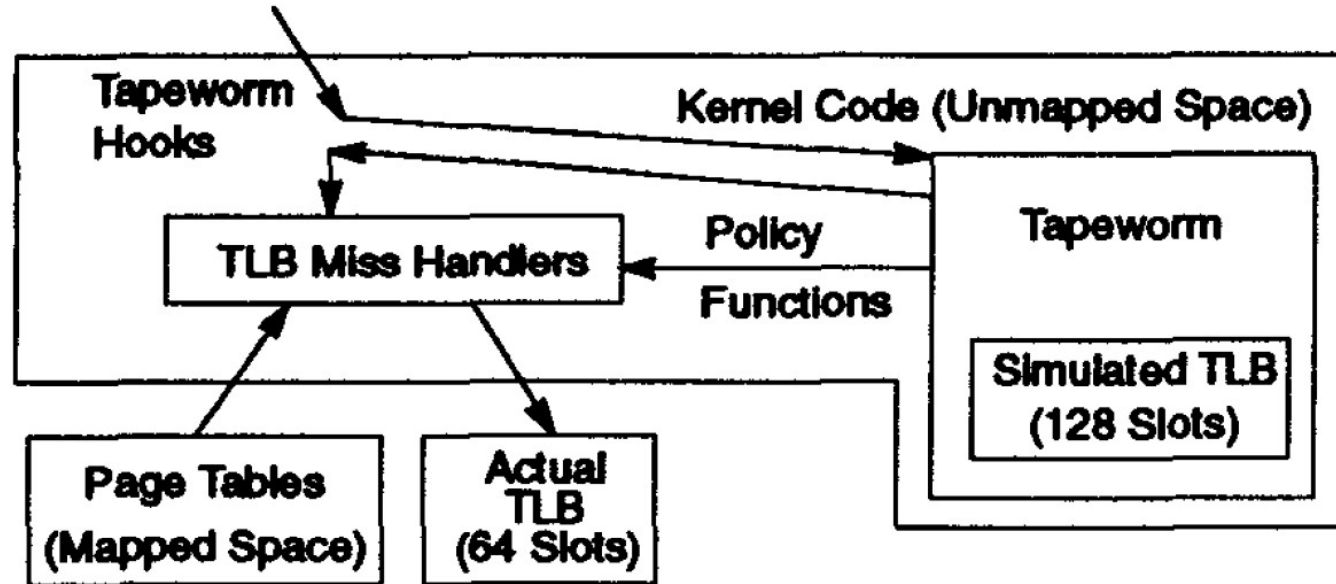 Tapeworm
Hooks
Kernel Code (Unmapped Space)
TLB Miss Handlers
Policy
Functions
Tapeworm
Simulated TLB
(128 Slots)
Page Tables
(Mapped Space)
Actual
TLB
(64 Slots)